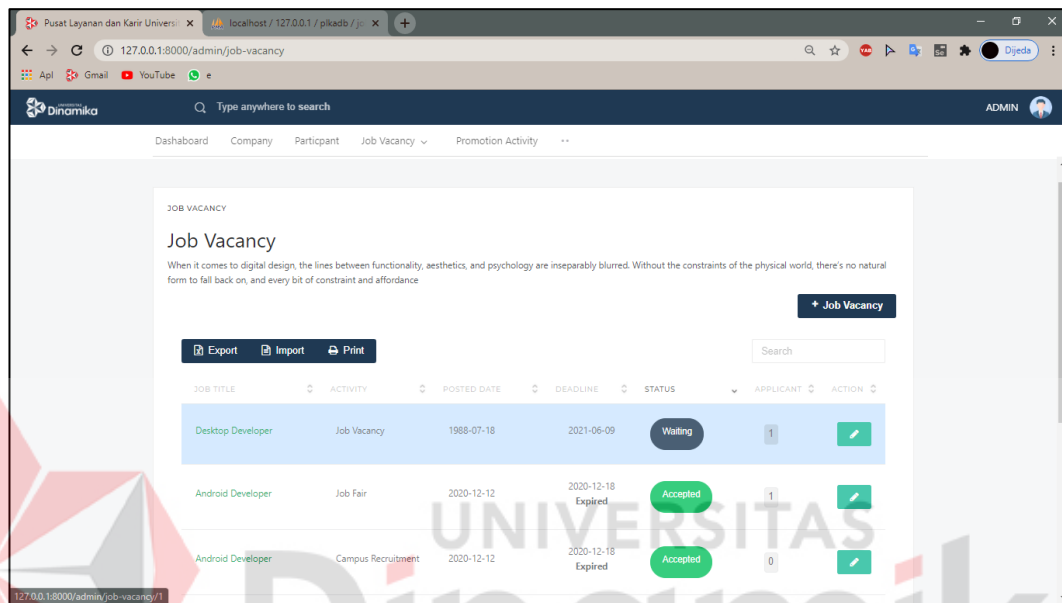 Pusat Layanan dan Karir Universit
localhost / 127.0.0.1 / plkadb / jo
127.0.0.1:8000/admin/job-vacancy
Dijeda
Apl Gmail YouTube e
UNIVERSITAS
Dinamika
Type anywhere to search
ADMIN
Dashaboard Company Particpant Job Vacancy Promotion Activity
JOB VACANCY
Job Vacancy
When it comes to digital design, the lines between functionality, aesthetics, and psychology are inseparably blurred. Without the constraints of the physical world, there's no natural
form to fall back on, and every bit of constraint and affordance
+ Job Vacancy
Export Import Print Search
JOB TITLE ACTIVITY POSTED DATE DEADLINE STATUS APPLICANT ACTION
Desktop Developer Job Vacancy 1988-07-18 2021-06-09 Waiting 1
Android Developer Job Fair 2020-12-12 2020-12-18 Expired Accepted 1
UNIVERSITAS
Android Developer Campus Recruitment 2020-12-12 2020-12-18 Expired Accepted 0
Dinamik
127.0.0.1:8000/admin/job-vacancy/1